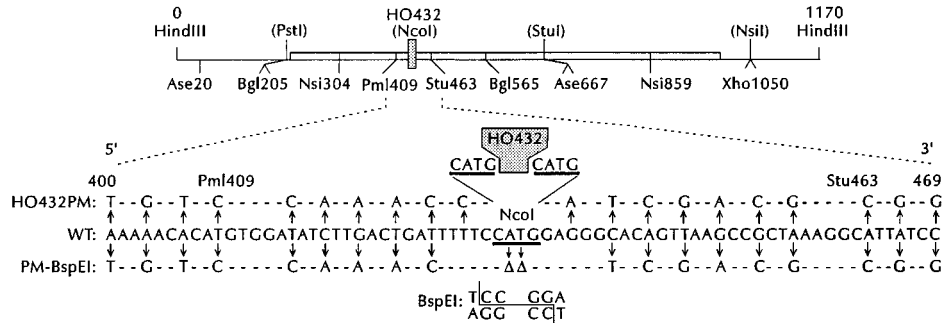 0 HO432 1170
HindIII (PstI) (NcoI) (StuI) (NsiI) HindIII
Ase20 Bgl205 Nsi304 Pml409 Stu463 Bgl565 Ase667 Nsi859 Xho1050
HO432
5' CATG CATG 3'
400 Pml409 NcoI Stu463 469
HO432PM: T--G--T--C-----C--A--A--A--C--C-- --A--T--C--G--A--C--G-----C--G--G
WT: AAAAACACATGTGGATATCTTGACTGATTTTTCCATGGAGGGCACAGTTAAGCCGCTAAAGGCATTATCC
PM-BspEI: T--G--T--C-----C--A--A--A--C------ΔΔ-------T--C--G--A--C--G-----C--G--G
BspEI: TCC GGA
AGG CCT